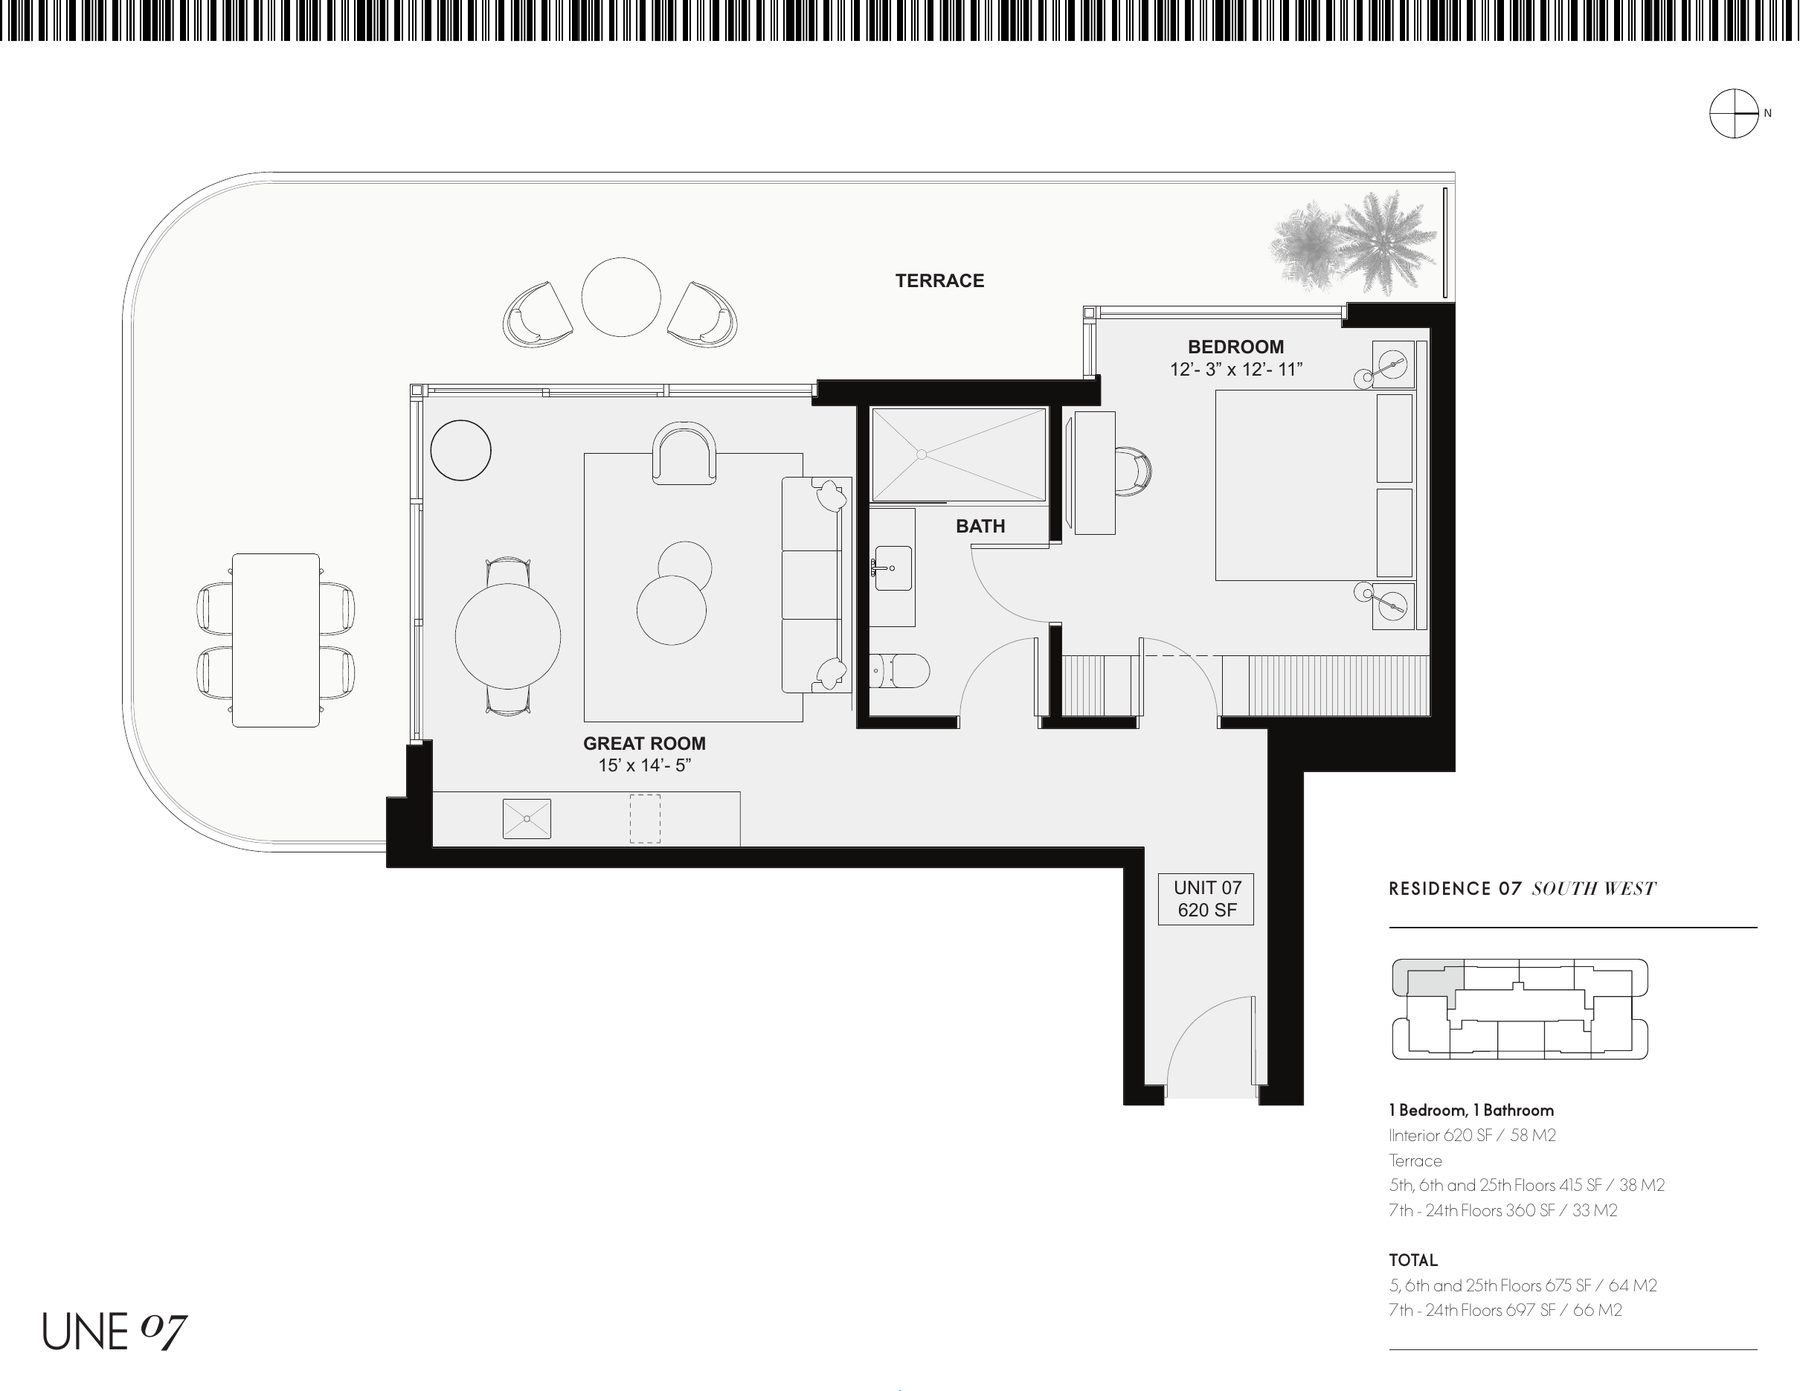 N
TERRACE
BEDROOM
12’- 3” x 12’- 11”
BATH
GREAT ROOM
15’ x 14’- 5”
UNIT 07
620 SF
RESIDENCE 07 SOUTH WEST
1 Bedroom, 1 Bathroom
IInterior 620 SF / 58 M2
Terrace
5th, 6th and 25th Floors 415 SF / 38 M2
7th - 24th Floors 360 SF / 33 M2
TOTAL
5, 6th and 25th Floors 675 SF / 64 M2
7th - 24th Floors 697 SF / 66 M2
UNE 07